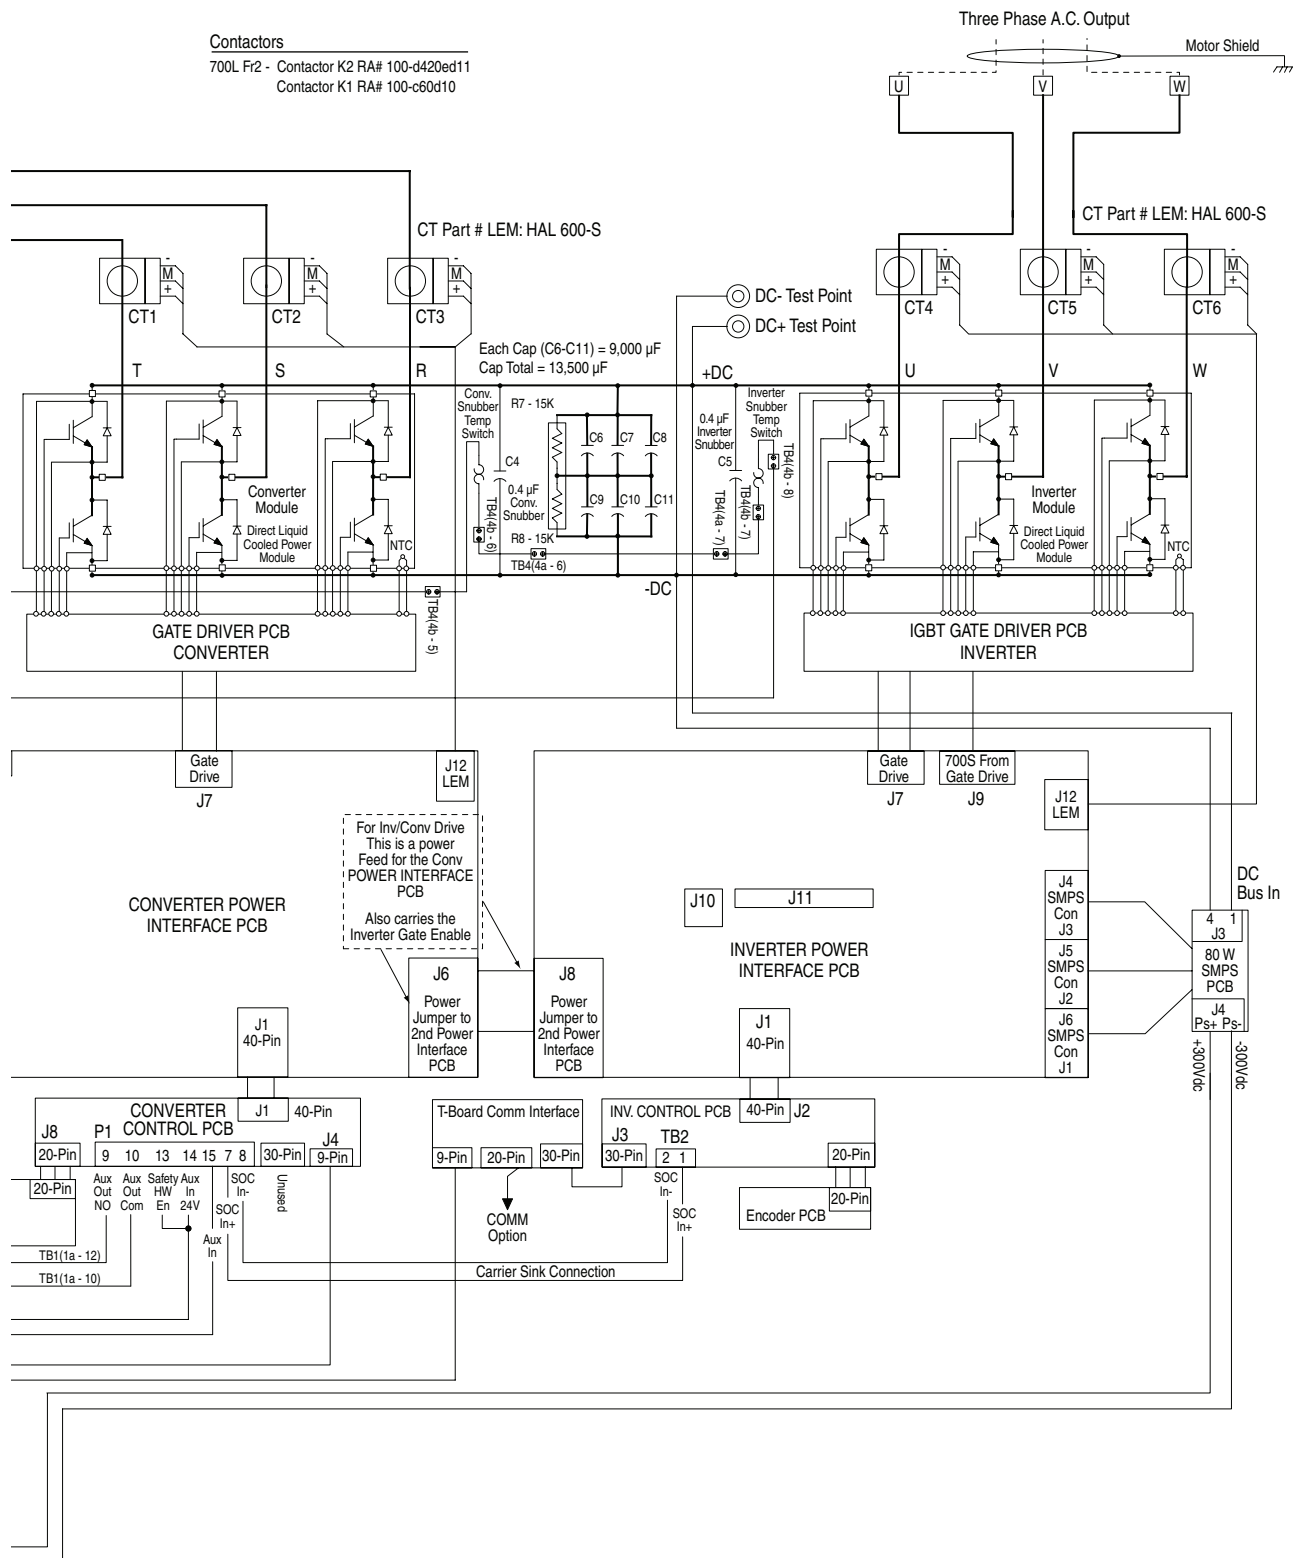 Three Phase A.C. Output
Contactors
700L Fr2 - Contactor K2 RA# 100-d420ed11
Contactor K1 RA# 100-c60d10
Motor Shield
U
V
W
CT Part # LEM: HAL 600-S
CT Part # LEM: HAL 600-S
-
M
+
CT1
-
M
+
CT2
-
M
+
CT3
DC- Test Point
DC+ Test Point
-
M
+
CT4
-
M
+
CT5
-
M
+
CT6
Each Cap (C6-C11) = 9,000 µF
Cap Total = 13,500 µF
T
S
R
+DC
U
V
W
Conv.
Snubber
Temp
Switch
R7 - 15K
C4
0.4 µF
Conv.
Snubber
R8 - 15K
C6
C7
C8
C9
C10
C11
0.4 µF
Inverter
Snubber
C5
Inverter
Snubber
Temp
Switch
TB4(4b - 8)
TB4(4b - 6)
TB4(4a - 7)
TB4(4b - 7)
TB4(4a - 6)
TB4(4b - 5)
-DC
Converter
Module
Direct Liquid
Cooled Power
Module
NTC
Inverter
Module
Direct Liquid
Cooled Power
Module
NTC
GATE DRIVER PCB
CONVERTER
IGBT GATE DRIVER PCB
INVERTER
Gate
Drive
J7
J12
LEM
Gate
Drive
J7
700S From
Gate Drive
J9
J12
LEM
For Inv/Conv Drive
This is a power
Feed for the Conv
POWER INTERFACE
PCB
Also carries the
Inverter Gate Enable
CONVERTER POWER
INTERFACE PCB
J10
J11
INVERTER POWER
INTERFACE PCB
J4
SMPS
Con
J3
J5
SMPS
Con
J2
J6
SMPS
Con
J1
DC
Bus In
4 1
J3
80 W
SMPS
PCB
J4
Ps+ Ps-
+300Vdc
-300Vdc
J6
Power
Jumper to
2nd Power
Interface
PCB
J8
Power
Jumper to
2nd Power
Interface
PCB
J1
40-Pin
J1
40-Pin
CONVERTER
CONTROL PCB
J1
40-Pin
J8
20-Pin
20-Pin
P1
9 10 13 14 15 7 8
30-Pin
J4
9-Pin
Aux
Out
NO
Aux
Out
Com
Safety
HW
En
Aux
In
24V
Aux
In
SOC
In+
SOC
In-
Unused
TB1(1a - 12)
TB1(1a - 10)
T-Board Comm Interface
9-Pin
20-Pin
30-Pin
COMM
Option
INV. CONTROL PCB
40-Pin
J2
J3
30-Pin
TB2
2 1
20-Pin
SOC
In-
SOC
In+
20-Pin
Encoder PCB
Carrier Sink Connection